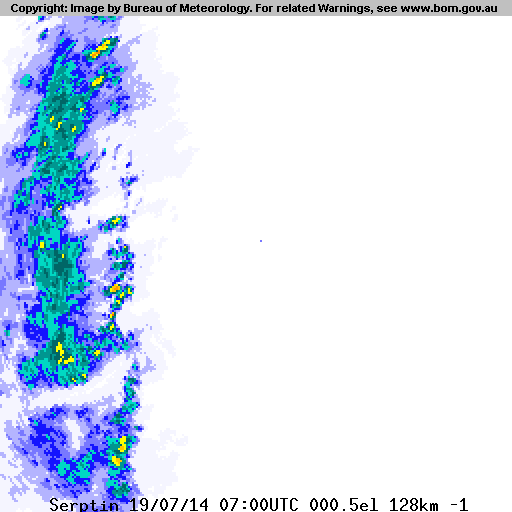 Copyright: Image by Bureau of Meteorology. For related Warnings, see www.bom.gov.au
Serptin 19/07/14 07:00UTC 000.5el 128km -1